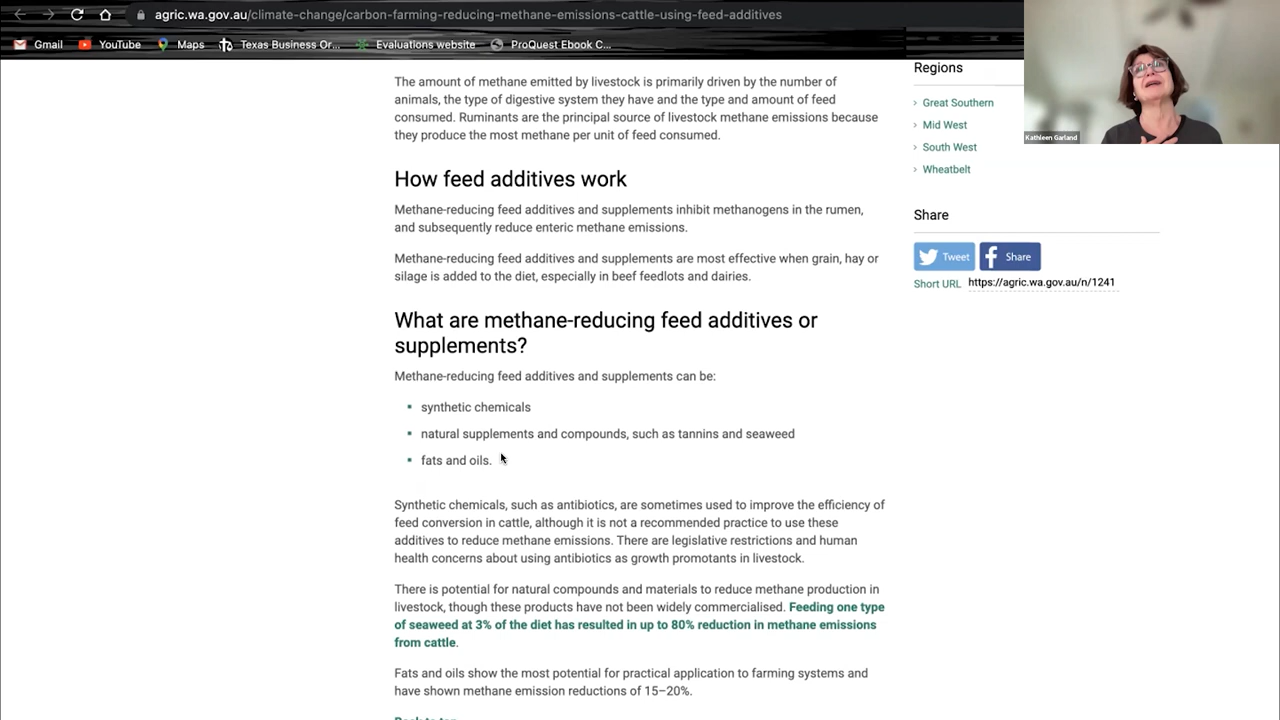 agric.wa.gov.au/climate-change/carbon-farming-reducing-methane-emissions-cattle-using-feed-additives
Gmail
YouTube
Maps
Texas Business Or...
Evaluations website
ProQuest Ebook C...
The amount of methane emitted by livestock is primarily driven by the number of
animals, the type of digestive system they have and the type and amount of feed
consumed. Ruminants are the principal source of livestock methane emissions because
they produce the most methane per unit of feed consumed.
How feed additives work
Methane-reducing feed additives and supplements inhibit methanogens in the rumen,
and subsequently reduce enteric methane emissions.
Methane-reducing feed additives and supplements are most effective when grain, hay or
silage is added to the diet, especially in beef feedlots and dairies.
What are methane-reducing feed additives or
supplements?
Methane-reducing feed additives and supplements can be:
synthetic chemicals
natural supplements and compounds, such as tannins and seaweed
fats and oils.
Synthetic chemicals, such as antibiotics, are sometimes used to improve the efficiency of
feed conversion in cattle, although it is not a recommended practice to use these
additives to reduce methane emissions. There are legislative restrictions and human
health concerns about using antibiotics as growth promotants in livestock.
There is potential for natural compounds and materials to reduce methane production in
livestock, though these products have not been widely commercialised. Feeding one type
of seaweed at 3% of the diet has resulted in up to 80% reduction in methane emissions
from cattle.
Fats and oils show the most potential for practical application to farming systems and
have shown methane emission reductions of 15–20%.
Regions
Great Southern
Mid West
South West
Wheatbelt
Share
Tweet
Share
Short URL https://agric.wa.gov.au/n/1241
Kathleen Garland